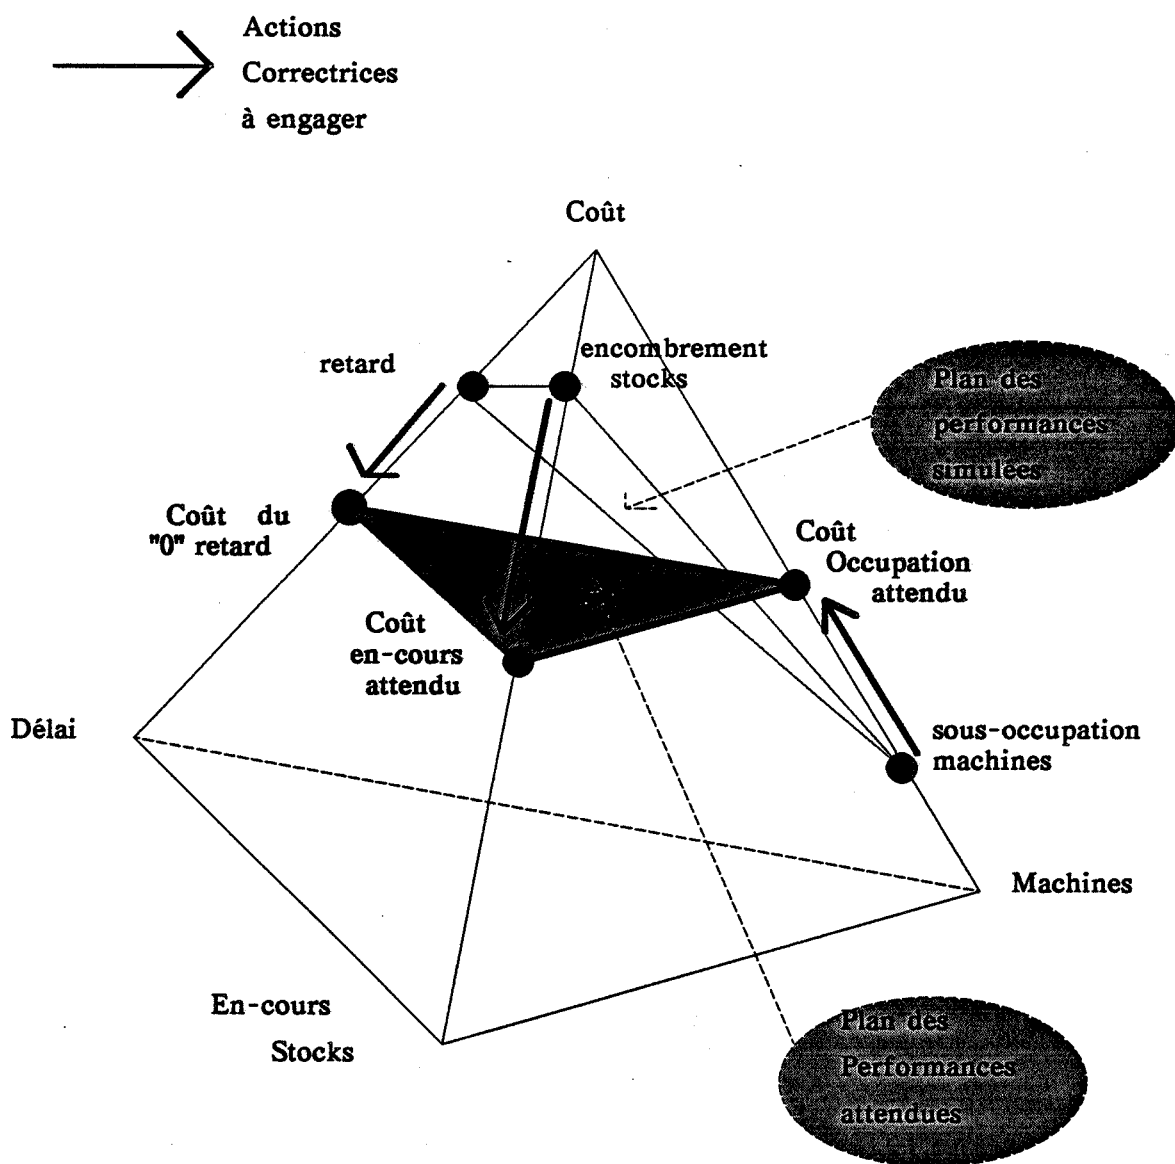 Actions
Correctrices
à engager
Coût
retard
encombrement
stocks
Plan des
performances
simulées
Coût du
"0" retard
Coût
Occupation
attendu
Coût
en-cours
attendu
Délai
sous-occupation
machines
Machines
En-cours
Stocks
Plan des
Performances
attendues